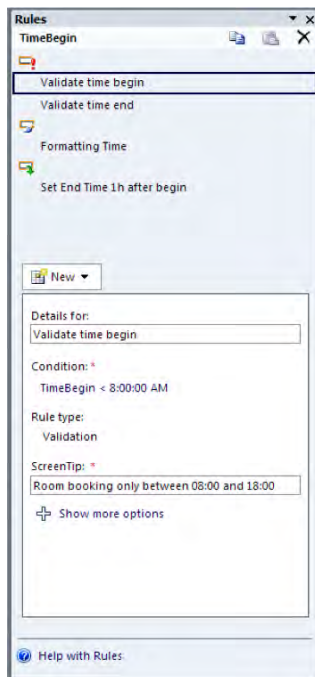 Rules
TimeBegin
Validate time begin
Validate time end
Formatting Time
Set End Time 1h after begin
New
Details for:
Validate time begin
Condition: *
TimeBegin < 8:00:00 AM
Rule type:
Validation
ScreenTip: *
Room booking only between 08:00 and 18:00
Show more options
Help with Rules